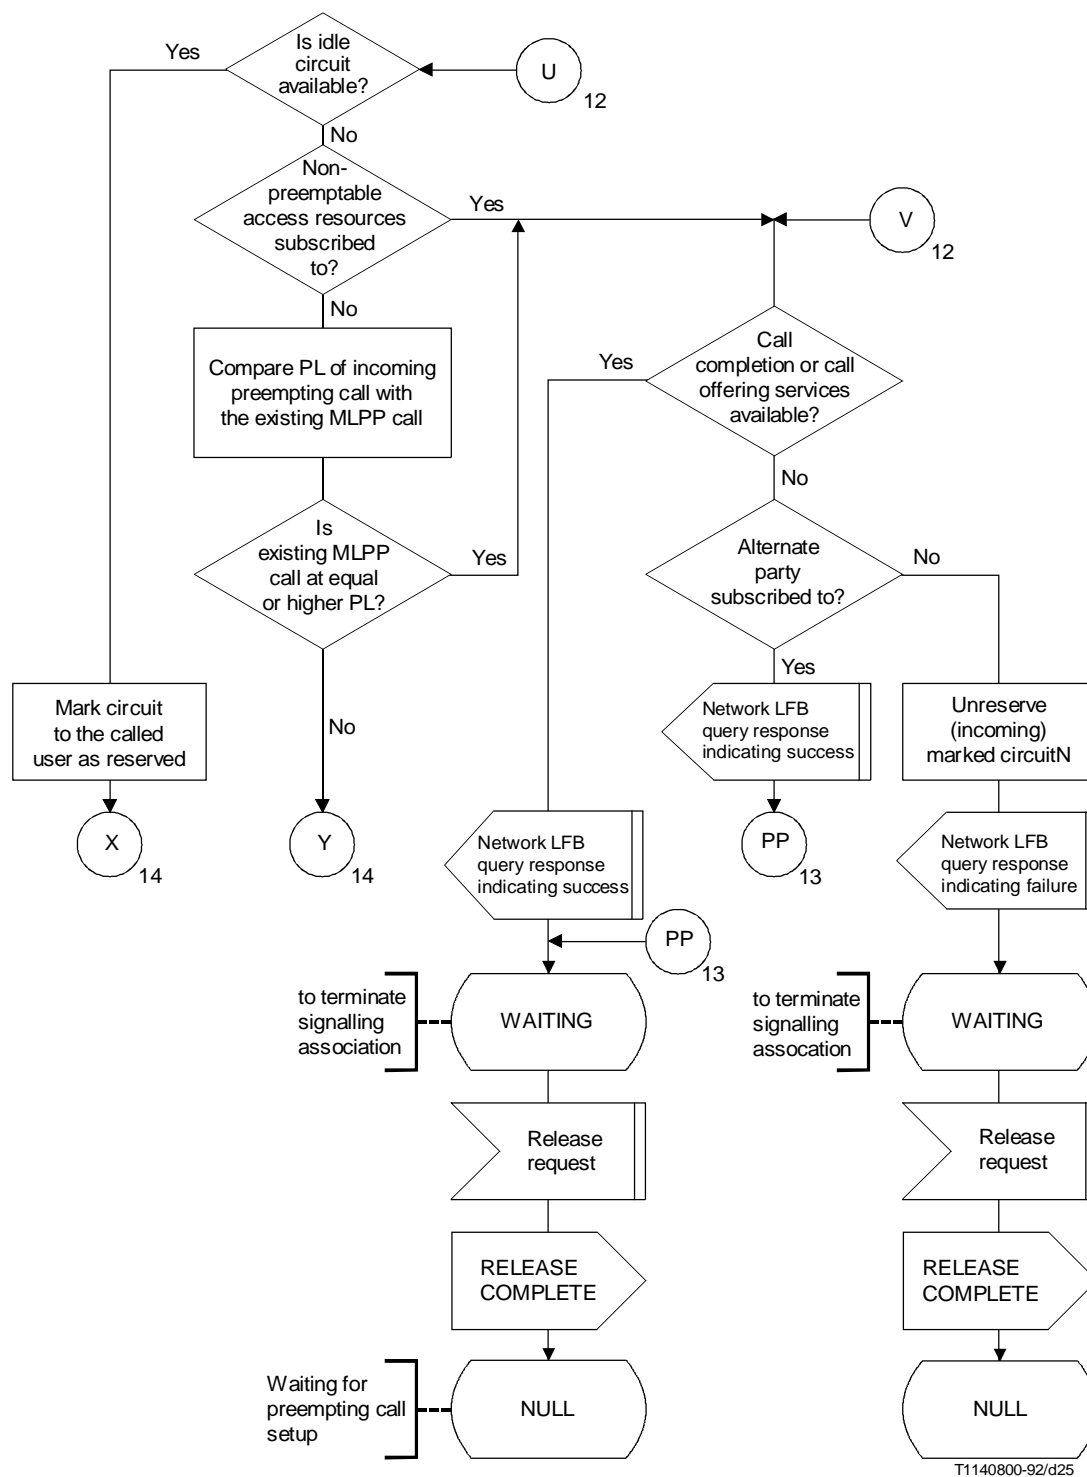 Yes
Is idle
circuit
available?
U
12
No
Non-
preemptable
access resources
subscribed
to?
Yes
V
12
No
Compare PL of incoming
preempting call with
the existing MLPP call
Yes
Call
completion or call
offering services
available?
No
Is
existing MLPP
call at equal
or higher PL?
Yes
Alternate
party
subscribed to?
No
Yes
Mark circuit
to the called
user as reserved
No
Network LFB
query response
indicating success
Unreserve
(incoming)
marked circuitN
X
14
Y
14
Network LFB
query response
indicating success
PP
13
Network LFB
query response
indicating failure
PP
13
to terminate
signalling
association
WAITING
to terminate
signalling
assocation
WAITING
Release
request
Release
request
RELEASE
COMPLETE
RELEASE
COMPLETE
Waiting for
preempting call
setup
NULL
NULL
T1140800-92/d25